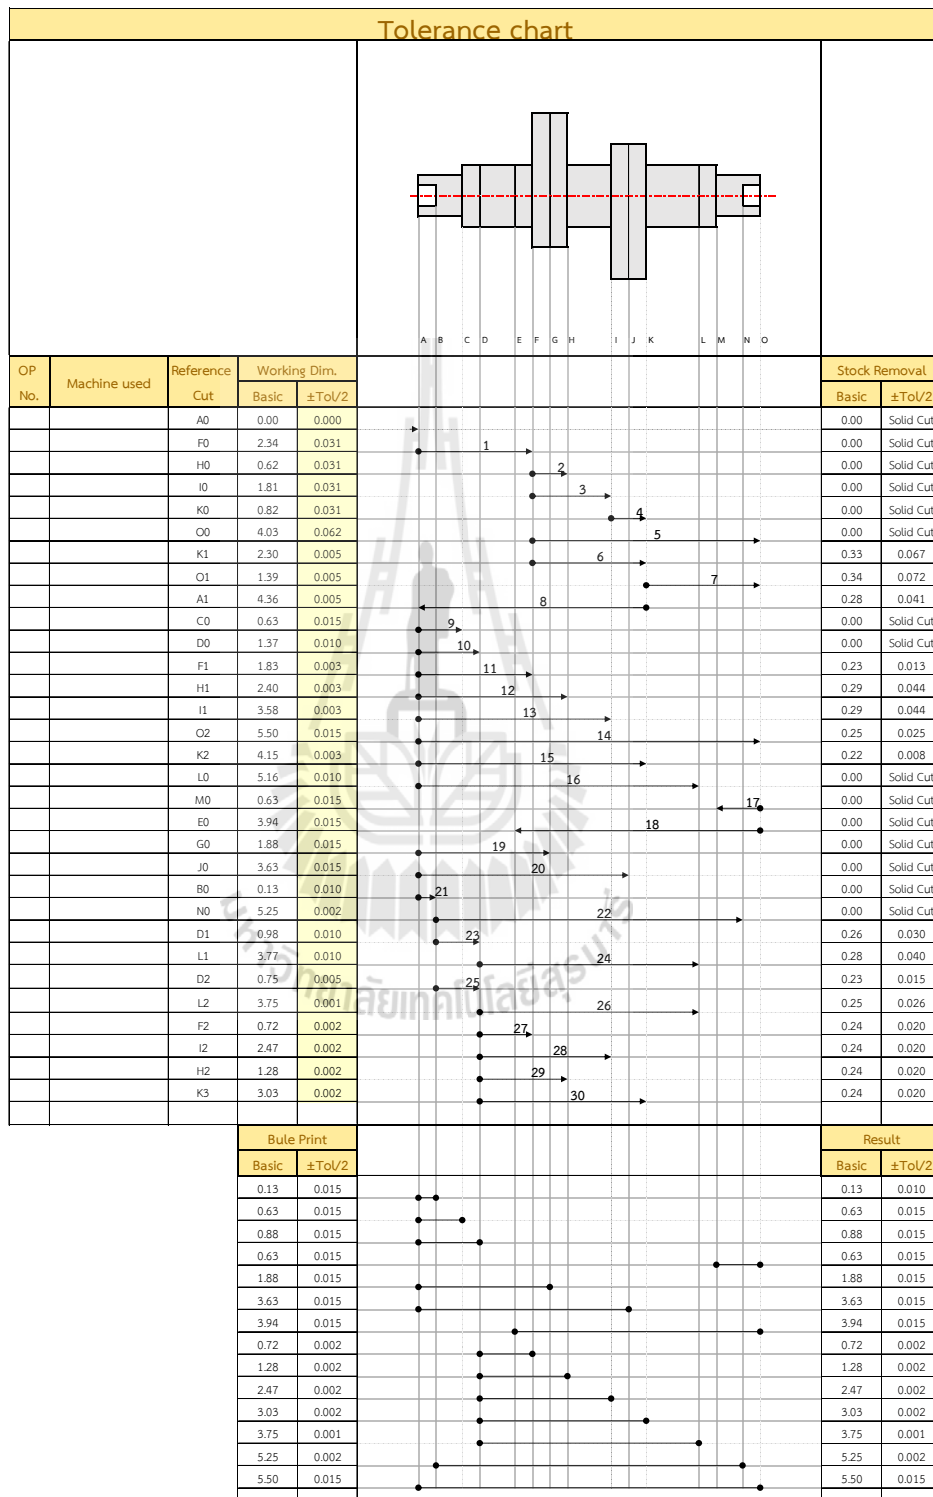 Tolerance chart
A B C D E F G H I J K L M N O
OP No. Machine used Reference Cut Working Dim. Stock Removal
Basic ±Tol/2 Basic ±Tol/2
A0 0.00 0.000 0.00 Solid Cut
F0 2.34 0.031 1 0.00 Solid Cut
H0 0.62 0.031 2 0.00 Solid Cut
I0 1.81 0.031 3 0.00 Solid Cut
K0 0.82 0.031 4 0.00 Solid Cut
O0 4.03 0.062 5 0.00 Solid Cut
K1 2.30 0.005 6 0.33 0.067
O1 1.39 0.005 7 0.34 0.072
A1 4.36 0.005 8 0.28 0.041
C0 0.63 0.015 9 0.00 Solid Cut
D0 1.37 0.010 10 0.00 Solid Cut
F1 1.83 0.003 11 0.23 0.013
H1 2.40 0.003 12 0.29 0.044
I1 3.58 0.003 13 0.29 0.044
O2 5.50 0.015 14 0.25 0.025
K2 4.15 0.003 15 0.22 0.008
L0 5.16 0.010 16 0.00 Solid Cut
M0 0.63 0.015 17 0.00 Solid Cut
E0 3.94 0.015 18 0.00 Solid Cut
G0 1.88 0.015 19 0.00 Solid Cut
J0 3.63 0.015 20 0.00 Solid Cut
B0 0.13 0.010 21 0.00 Solid Cut
N0 5.25 0.002 22 0.00 Solid Cut
D1 0.98 0.010 23 0.26 0.030
L1 3.77 0.010 24 0.28 0.040
D2 0.75 0.005 25 0.23 0.015
L2 3.75 0.001 26 0.25 0.026
F2 0.72 0.002 27 0.24 0.020
I2 2.47 0.002 28 0.24 0.020
H2 1.28 0.002 29 0.24 0.020
K3 3.03 0.002 30 0.24 0.020
มหาวิทยาลัยเทคโนโลยีสุรนารี
Bule Print Result
Basic ±Tol/2 Basic ±Tol/2
0.13 0.015 0.13 0.010
0.63 0.015 0.63 0.015
0.88 0.015 0.88 0.015
0.63 0.015 0.63 0.015
1.88 0.015 1.88 0.015
3.63 0.015 3.63 0.015
3.94 0.015 3.94 0.015
0.72 0.002 0.72 0.002
1.28 0.002 1.28 0.002
2.47 0.002 2.47 0.002
3.03 0.002 3.03 0.002
3.75 0.001 3.75 0.001
5.25 0.002 5.25 0.002
5.50 0.015 5.50 0.015